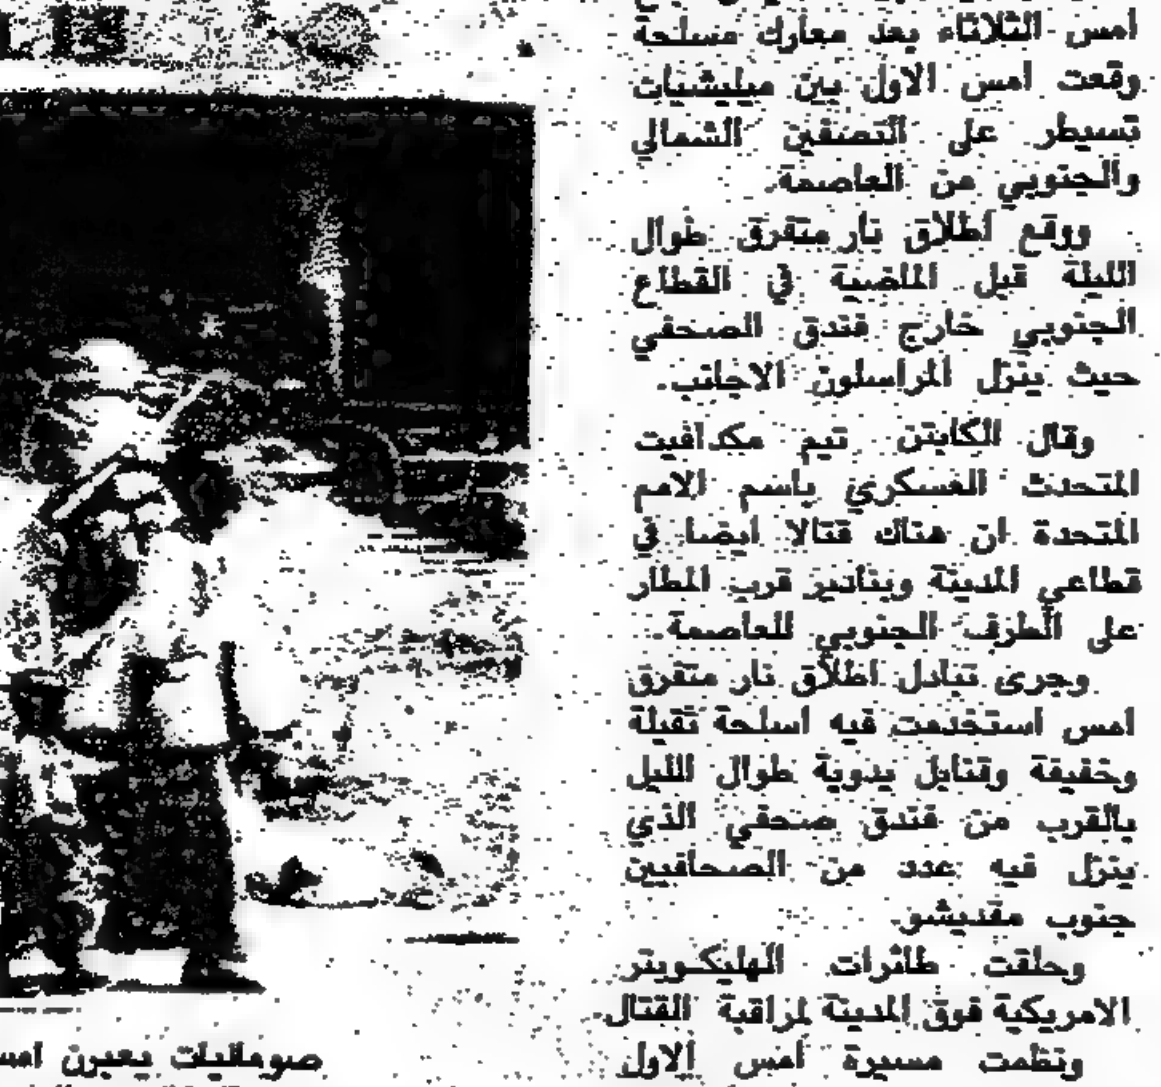 امس الثلاثاء بعد معارك مسلحة
وقعت امس الاول بين ميليشيات
تسيطر على النصفين الشمالي
والجنوبي من العاصمة.
ووقع اطلاق نار متفرق طوال
الليلة قبل الماضية في القطاع
الجنوبي خارج فندق الصحفي
حيث ينزل المراسلون الاجانب.
وقال الكابتن تيم مكدافيت
المتحدث العسكري باسم الامم
المتحدة ان هناك قتالا ايضا في
قطاعي المدينة وبنادير قرب المطار
على الطرف الجنوبي للعاصمة.
وجرى تبادل اطلاق نار متفرق
امس استخدمت فيه اسلحة ثقيلة
وخفيفة وقنابل يدوية طوال الليل
بالقرب من فندق صحفي الذي
ينزل فيه عدد من الصحافيين
جنوب مقديشو.
وحلقت طائرات الهليكوبتر
الامريكية فوق المدينة لمراقبة القتال.
ونظمت مسيرة امس الاول
صوماليات يعبرن امس